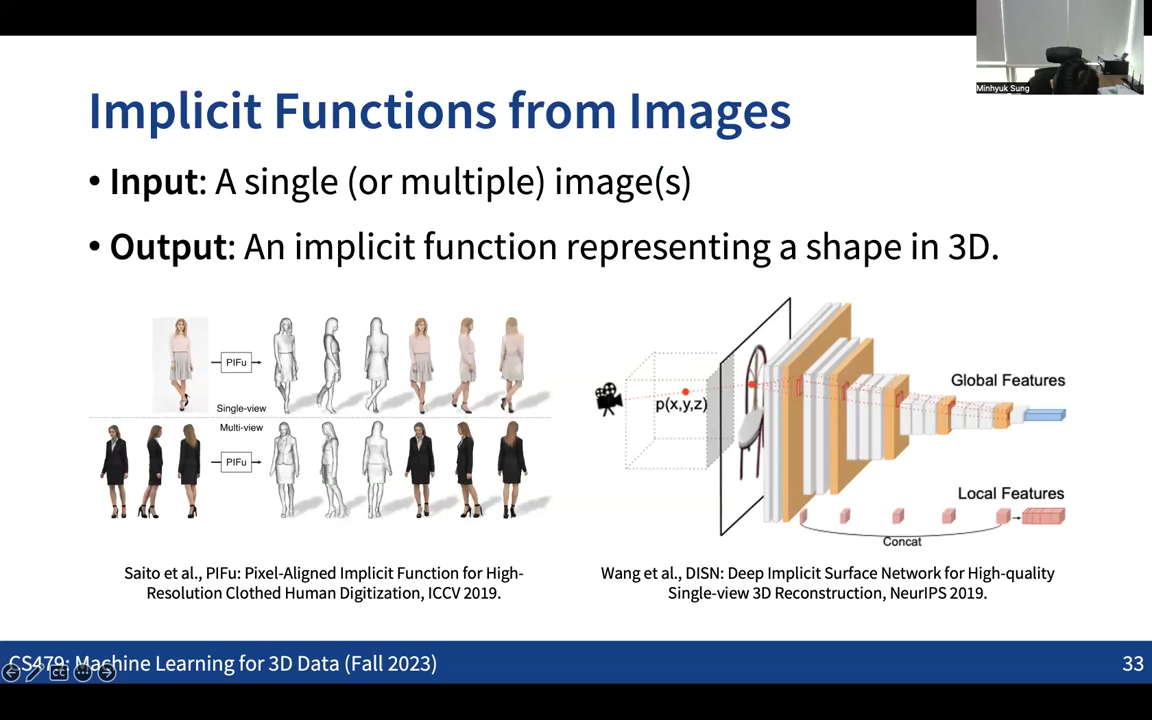 Minhyuk Sung
Implicit Functions from Images
• Input: A single (or multiple) image(s)
• Output: An implicit function representing a shape in 3D.
PIFu
Single-view
Multi-view
PIFu
p(x,y,z)
Global Features
Local Features
Concat
Saito et al., PIFu: Pixel-Aligned Implicit Function for High-
Resolution Clothed Human Digitization, ICCV 2019.
Wang et al., DISN: Deep Implicit Surface Network for High-quality
Single-view 3D Reconstruction, NeurIPS 2019.
CS479: Machine Learning for 3D Data (Fall 2023)
CC
33